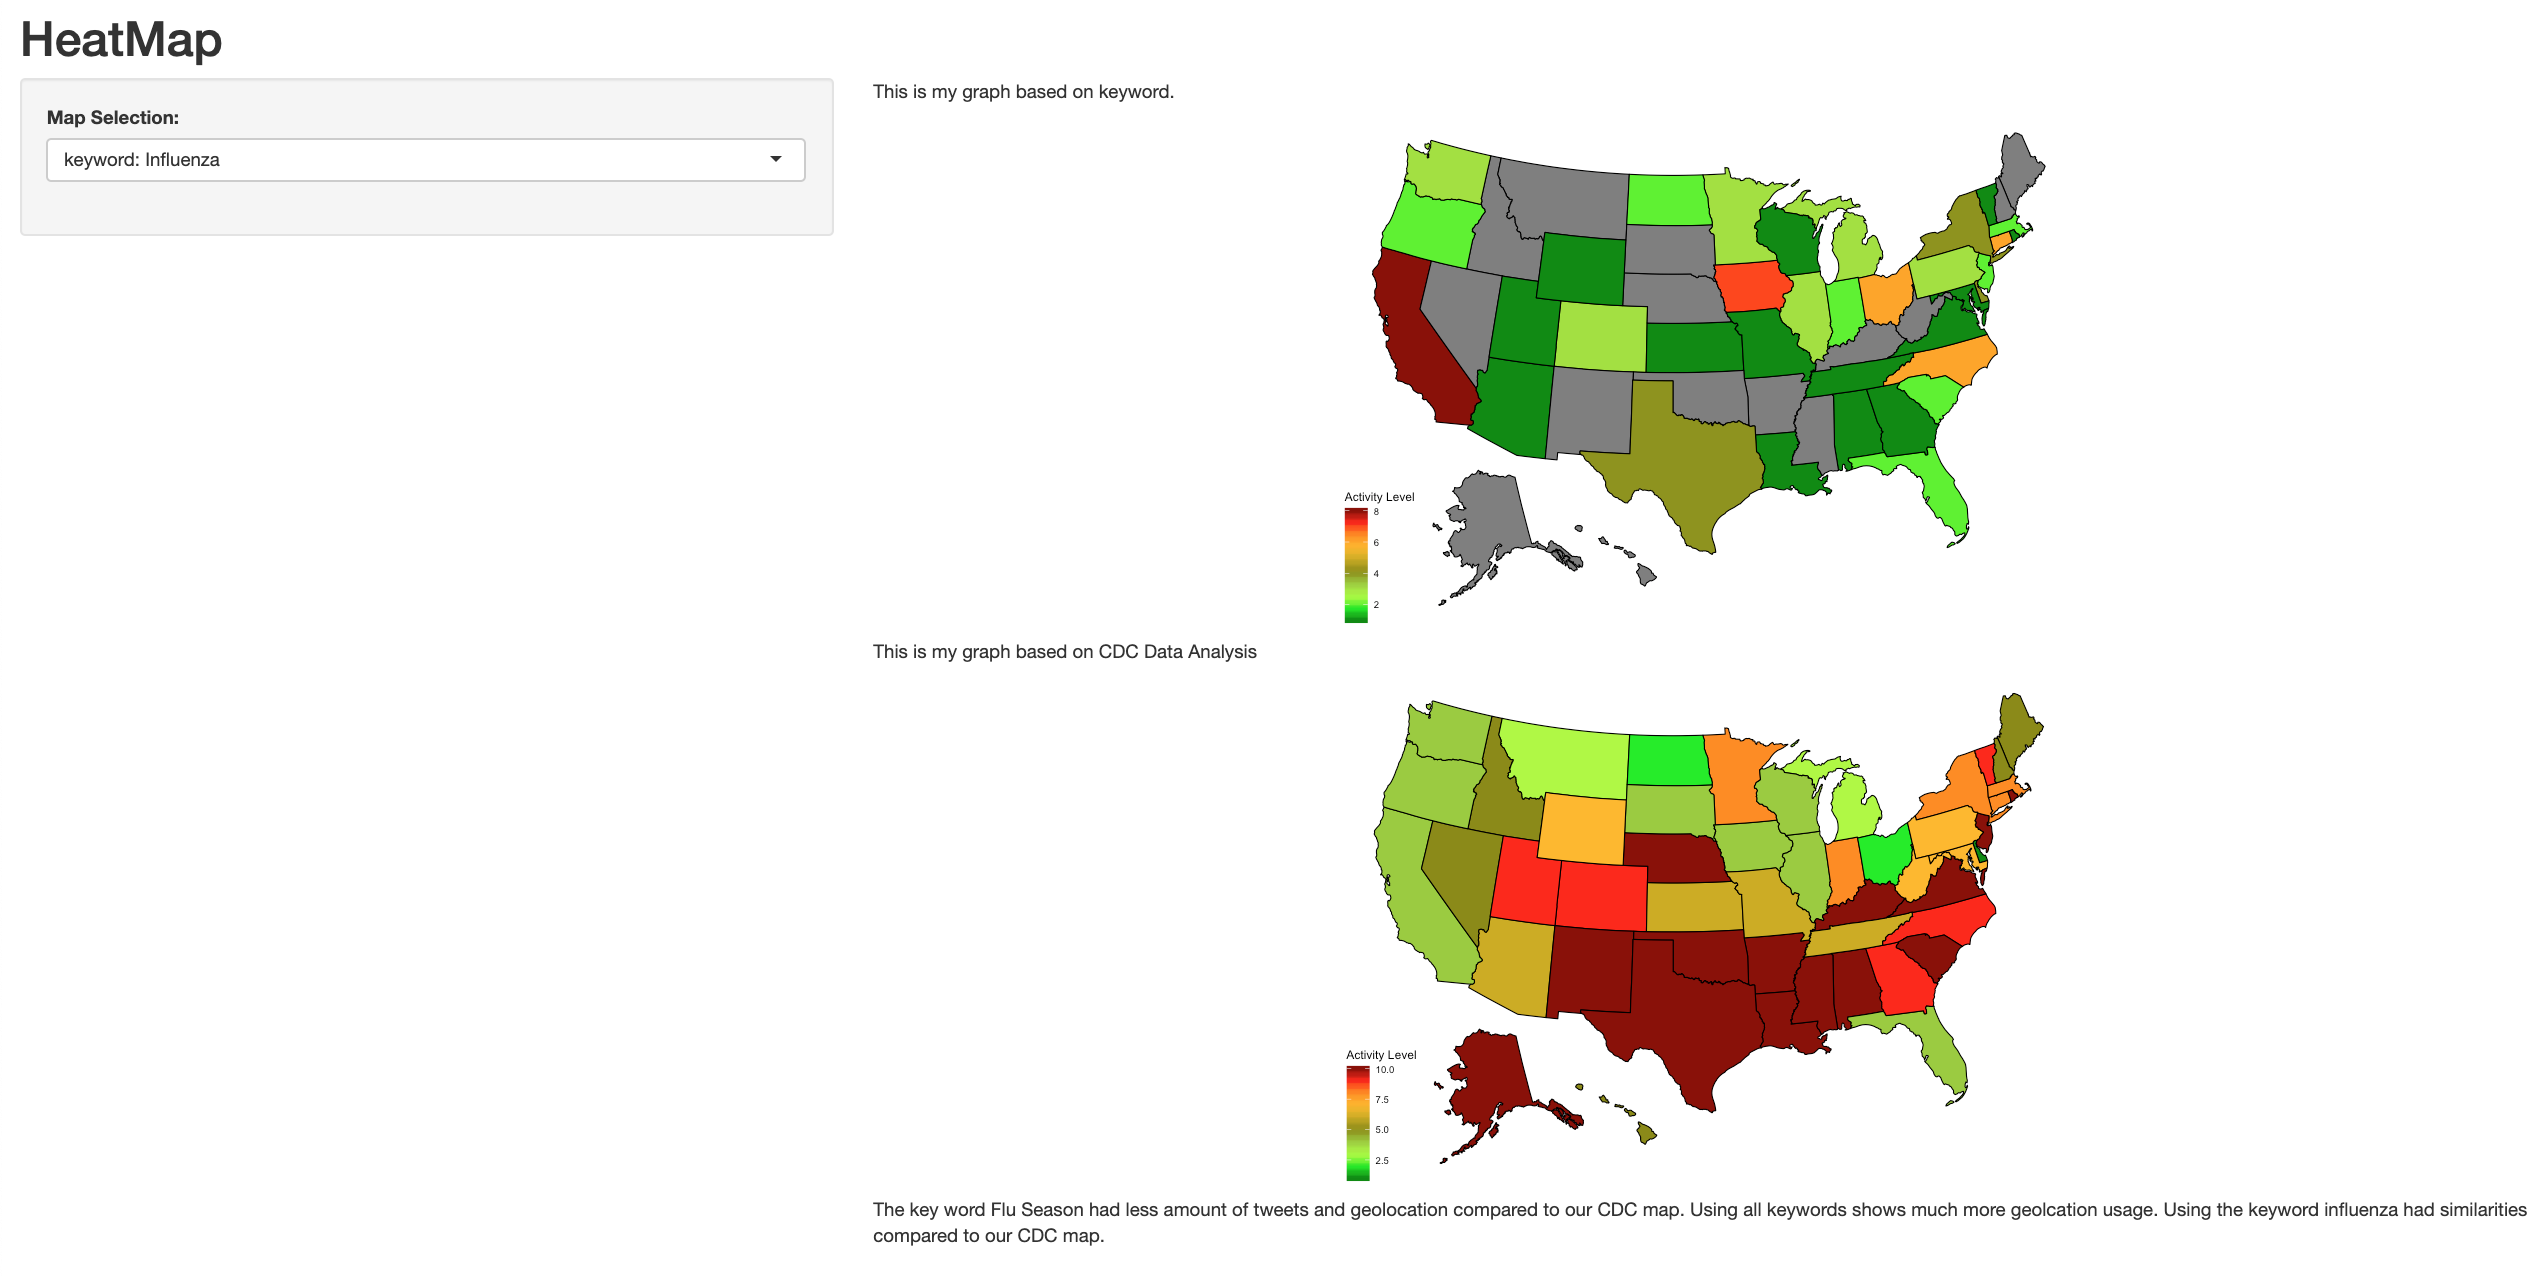 HeatMap
Map Selection:
keyword: Influenza
This is my graph based on keyword.
Activity Level
8
6
4
2
This is my graph based on CDC Data Analysis
Activity Level
10.0
7.5
5.0
2.5
The key word Flu Season had less amount of tweets and geolocation compared to our CDC map. Using all keywords shows much more geolcation usage. Using the keyword influenza had similarities
compared to our CDC map.